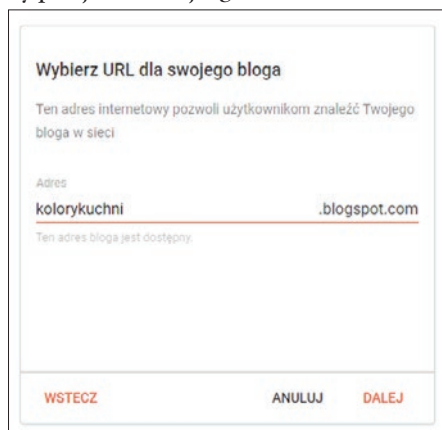 Wybierz URL dla swojego bloga
Ten adres internetowy pozwoli użytkownikom znaleźć Twojego
bloga w sieci
Adres
kolorykuchni .blogspot.com
Ten adres bloga jest dostępny.
WSTECZ ANULUJ DALEJ